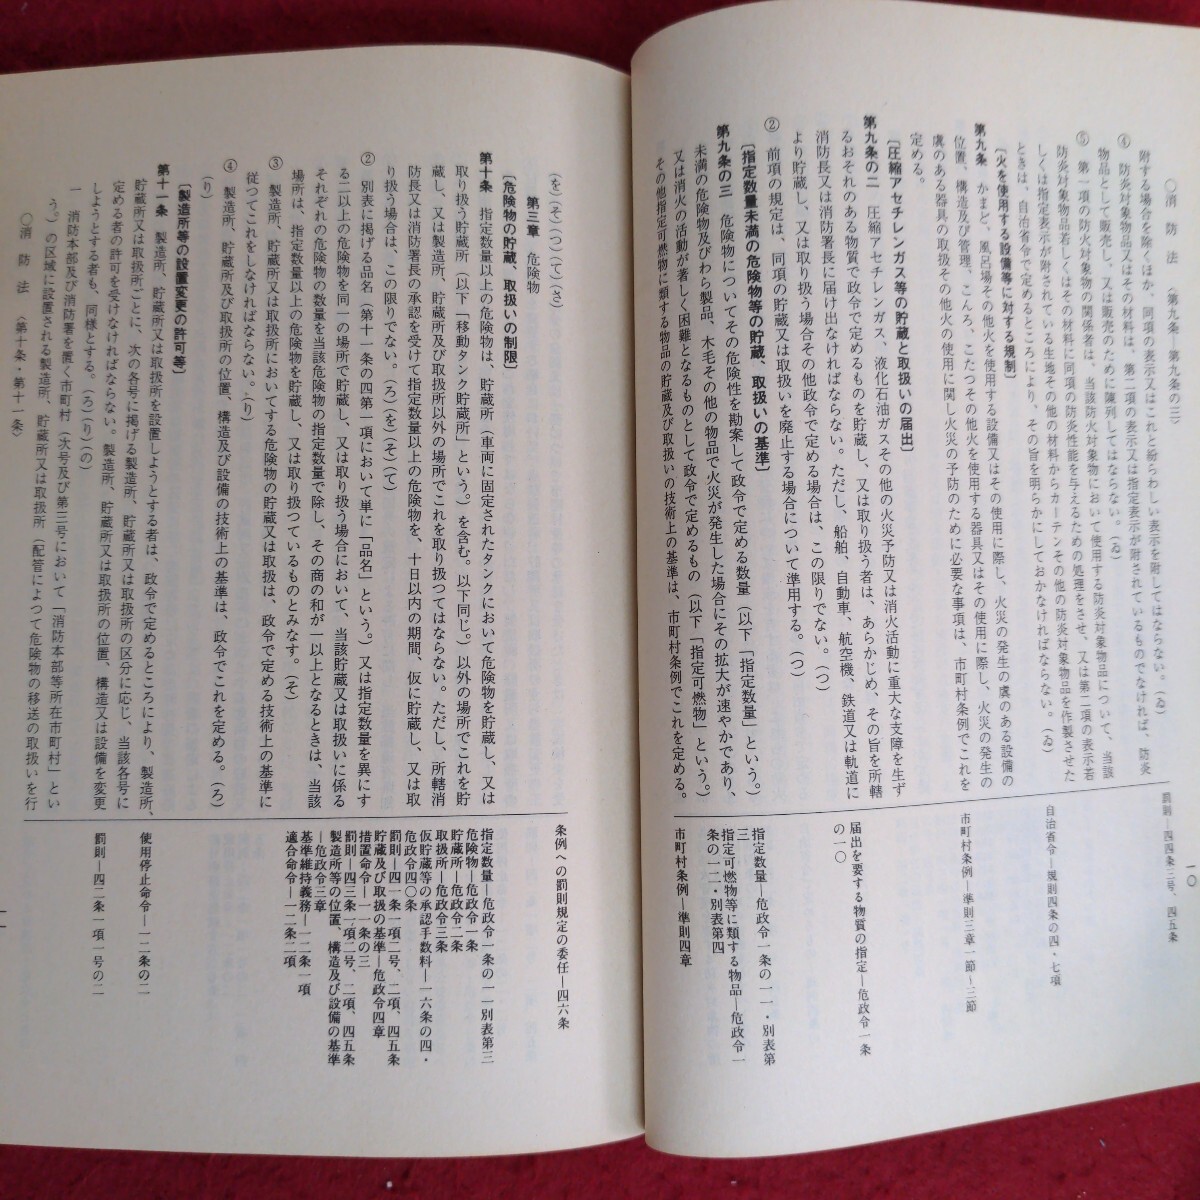 〇消 防 法 〈第九条―第九条の三〉
附する場合を除くほか、同項の表示又はこれと紛らわしい表示を附してはならない。（ゐ）
④ 防炎対象物品又はその材料は、第二項の表示又は指定表示が附されているものでなければ、防炎
物品として販売し、又は販売のために陳列してはならない。（ゐ）
⑤ 第一項の防火対象物の関係者は、当該防火対象物において使用する防炎対象物品について、当該
防炎対象物品若しくはその材料に同項の防炎性能を与えるための処理をさせ、又は第二項の表示若
しくは指定表示が附されている生地その他の材料からカーテンその他の防炎対象物品を作製させた
ときは、自治省令で定めるところにより、その旨を明らかにしておかなければならない。（ゐ）
〔火を使用する設備等に対する規制〕
第九条 かまど、風呂場その他火を使用する設備又はその使用に際し、火災の発生の虞のある設備の
位置、構造及び管理、こんろ、こたつその他火を使用する器具又はその使用に際し、火災の発生の
虞のある器具の取扱その他火の使用に関し火災の予防のために必要な事項は、市町村条例でこれを
定める。
〔圧縮アセチレンガス等の貯蔵と取扱いの届出〕
第九条の二 圧縮アセチレンガス、液化石油ガスその他の火災予防又は消火活動に重大な支障を生ず
るおそれのある物質で政令で定めるものを貯蔵し、又は取り扱う者は、あらかじめ、その旨を所轄
消防長又は消防署長に届け出なければならない。ただし、船舶、自動車、航空機、鉄道又は軌道に
より貯蔵し、又は取り扱う場合その他政令で定める場合は、この限りでない。（つ）
② 前項の規定は、同項の貯蔵又は取扱いを廃止する場合について準用する。（つ）
〔指定数量未満の危険物等の貯蔵、取扱いの基準〕
第九条の三 危険物についてその危険性を勘案して政令で定める数量（以下「指定数量」という。）
未満の危険物及びわら製品、木毛その他の物品で火災が発生した場合にその拡大が速やかであり、
又は消火の活動が著しく困難となるものとして政令で定めるもの（以下「指定可燃物」という。）
その他指定可燃物に類する物品の貯蔵及び取扱いの技術上の基準は、市町村条例でこれを定める。
一〇
罰則―四四条三号、四五条
自治省令―規則四条の四・七項
市町村条例―準則三章一節～三節
届出を要する物質の指定―危政令一条
の一〇
指定数量―危政令一条の一一・別表第
三
指定可燃物等に類する物品―危政令一
条の一二・別表第四
市町村条例―準則四章
（を）（そ）（つ）（て）（さ）
第三章 危険物
〔危険物の貯蔵、取扱いの制限〕
第十条 指定数量以上の危険物は、貯蔵所（車両に固定されたタンクにおいて危険物を貯蔵し、又は
取り扱う貯蔵所（以下「移動タンク貯蔵所」という。）を含む。以下同じ。）以外の場所でこれを貯
蔵し、又は製造所、貯蔵所及び取扱所以外の場所でこれを取り扱つてはならない。ただし、所轄消
防長又は消防署長の承認を受けて指定数量以上の危険物を、十日以内の期間、仮に貯蔵し、又は取
り扱う場合は、この限りでない。（ろ）（を）（そ）（て）
② 別表に掲げる品名（第十一条の四第一項において単に「品名」という。）又は指定数量を異にす
る二以上の危険物を同一の場所で貯蔵し、又は取り扱う場合において、当該貯蔵又は取扱いに係る
それぞれの危険物の数量を当該危険物の指定数量で除し、その商の和が一以上となるときは、当該
場所は、指定数量以上の危険物を貯蔵し、又は取り扱つているものとみなす。（そ）
③ 製造所、貯蔵所又は取扱所においてする危険物の貯蔵又は取扱は、政令で定める技術上の基準に
従つてこれをしなければならない。（り）
④ 製造所、貯蔵所及び取扱所の位置、構造及び設備の技術上の基準は、政令でこれを定める。（ろ）
（り）
〔製造所等の設置変更の許可等〕
第十一条 製造所、貯蔵所又は取扱所を設置しようとする者は、政令で定めるところにより、製造所、
貯蔵所又は取扱所ごとに、次の各号に掲げる製造所、貯蔵所又は取扱所の区分に応じ、当該各号に
定める者の許可を受けなければならない。製造所、貯蔵所又は取扱所の位置、構造又は設備を変更
しようとする者も、同様とする。（ろ）（り）（の）
一 消防本部及び消防署を置く市町村（次号及び第三号において「消防本部等所在市町村」とい
う。）の区域に設置される製造所、貯蔵所又は取扱所（配管によつて危険物の移送の取扱いを行
〇消 防 法 〈第十条・第十一条〉
条例への罰則規定の委任―四六条
指定数量―危政令一条の一一別表第三
危険物―危政令一条
貯蔵所―危政令二条
取扱所―危政令三条
仮貯蔵等の承認手数料―一六条の四・
危政令四〇条
罰則―四一条一項二号、二項、四五条
貯蔵及び取扱の基準―危政令四章
措置命令―一一条の三
罰則―四三条一項二号、二項、四五条
製造所等の位置、構造及び設備の基準
―危政令三章
基準維持義務―一二条一項
適合命令―一二条二項
使用停止命令―一二条の二
罰則―四二条一項一号の二
一一